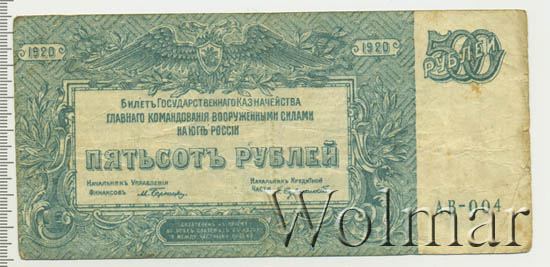 1920
1920
500
РУБЛЕЙ
БИЛЕТЪ ГОСУДАРСТВЕННАГО КАЗНАЧЕЙСТВА
ГЛАВНАГО КОМАНДОВАНІЯ ВООРУЖЕННЫМИ СИЛАМИ
НА ЮГѢ РОССІИ
ПЯТЬСОТЪ РУБЛЕЙ
НАЧАЛЬНИКЪ УПРАВЛЕНІЯ
ФИНАНСОВЪ
НАЧАЛЬНИКЪ КРЕДИТНОЙ
ЧАСТИ
АВ-004
Wolmar